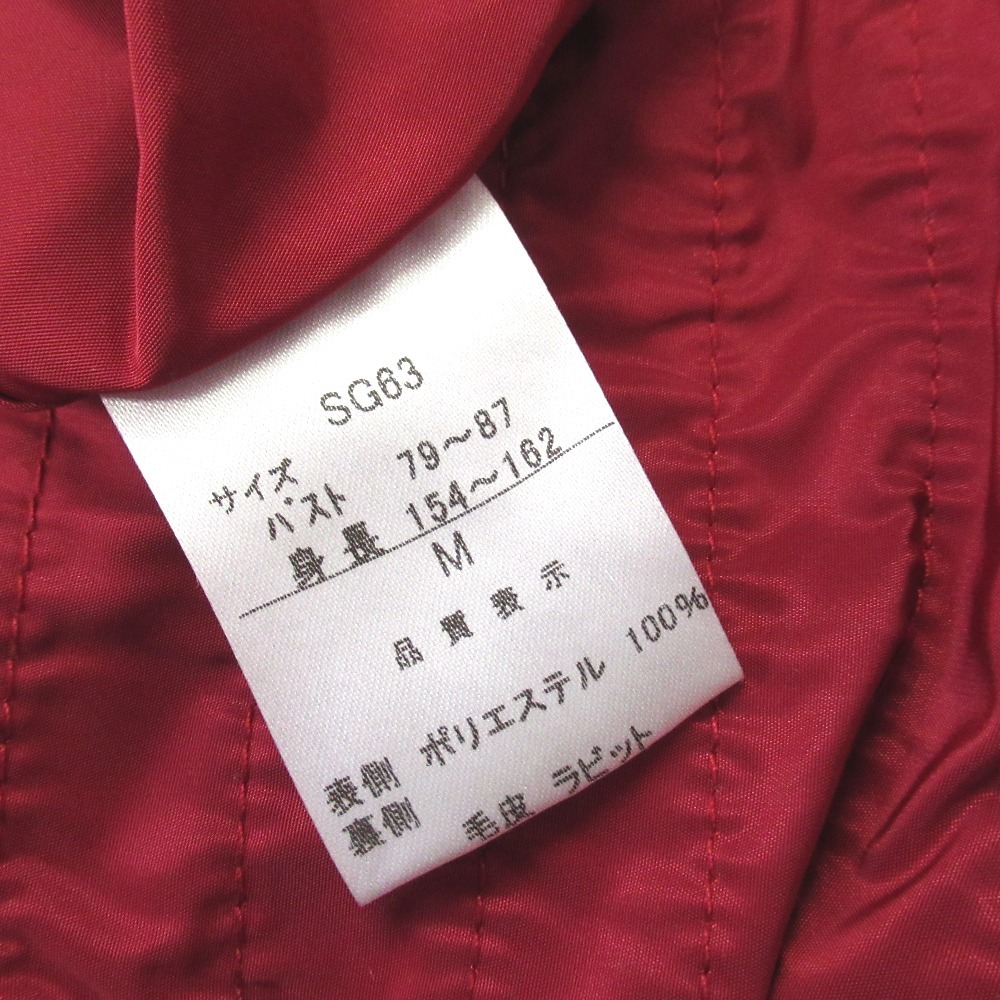 SG63
サイズ
バスト 79～87
身長 154～162
M
品質表示
表側 ポリエステル 100%
裏側 毛皮 ラビット